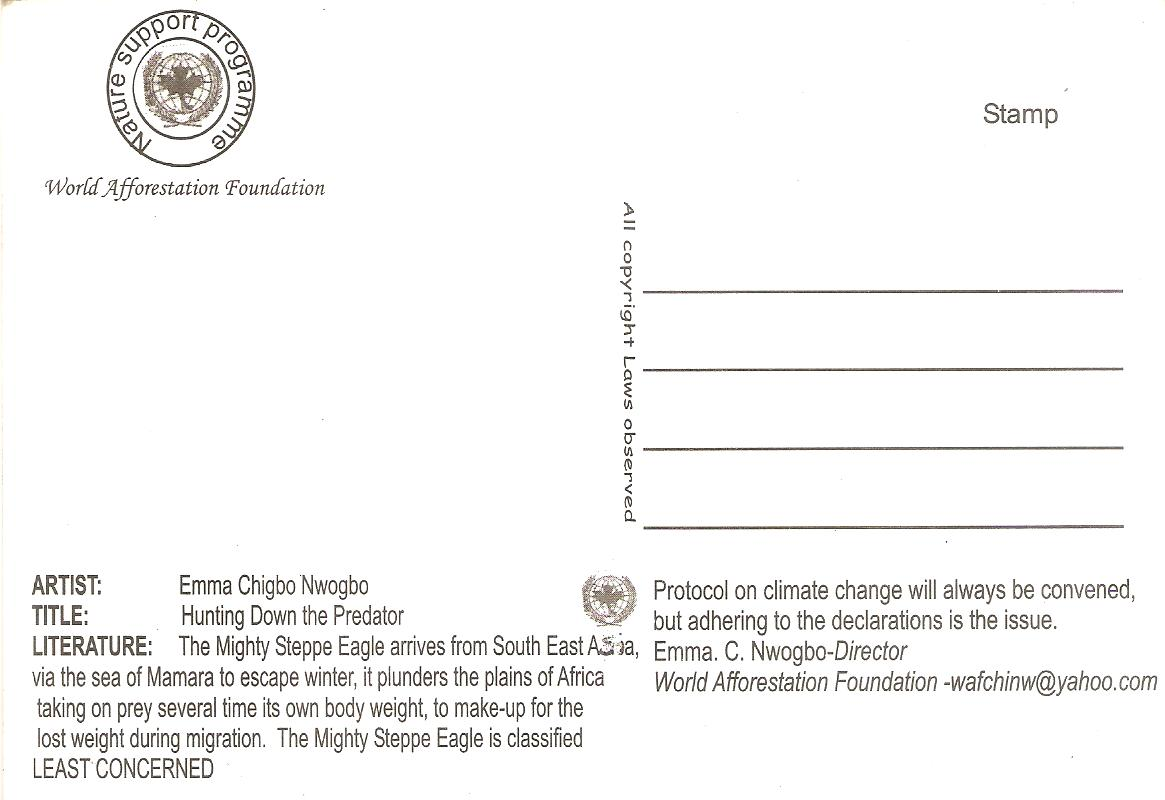 Nature support programme
World Afforestation Foundation
Stamp
All copyright Laws observed
ARTIST: Emma Chigbo Nwogbo
TITLE: Hunting Down the Predator
LITERATURE: The Mighty Steppe Eagle arrives from South East Asia,
via the sea of Mamara to escape winter, it plunders the plains of Africa
taking on prey several time its own body weight, to make-up for the
lost weight during migration. The Mighty Steppe Eagle is classified
LEAST CONCERNED
Protocol on climate change will always be convened,
but adhering to the declarations is the issue.
Emma. C. Nwogbo-Director
World Afforestation Foundation -wafchinw@yahoo.com